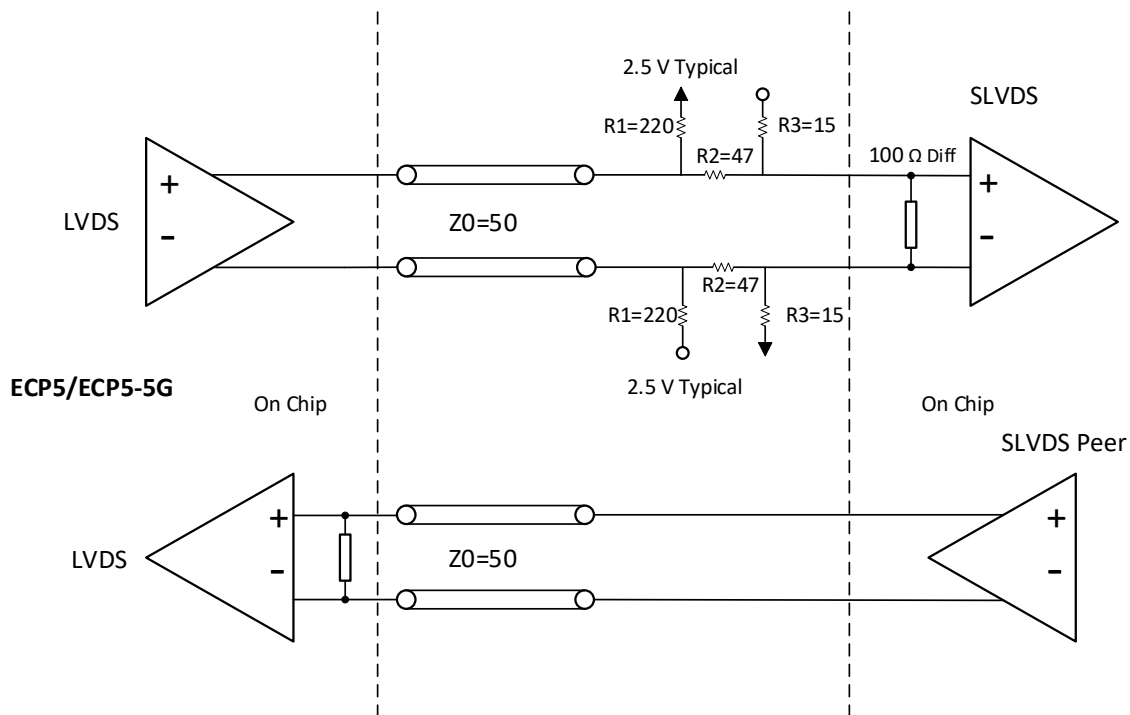 2.5 V Typical
SLVDS
R1=220
R3=15
R2=47
100 Ω Diff
+
-
LVDS
Z0=50
+
-
R2=47
R1=220
R3=15
2.5 V Typical
ECP5/ECP5-5G
On Chip
On Chip
SLVDS Peer
+
-
LVDS
Z0=50
+
-